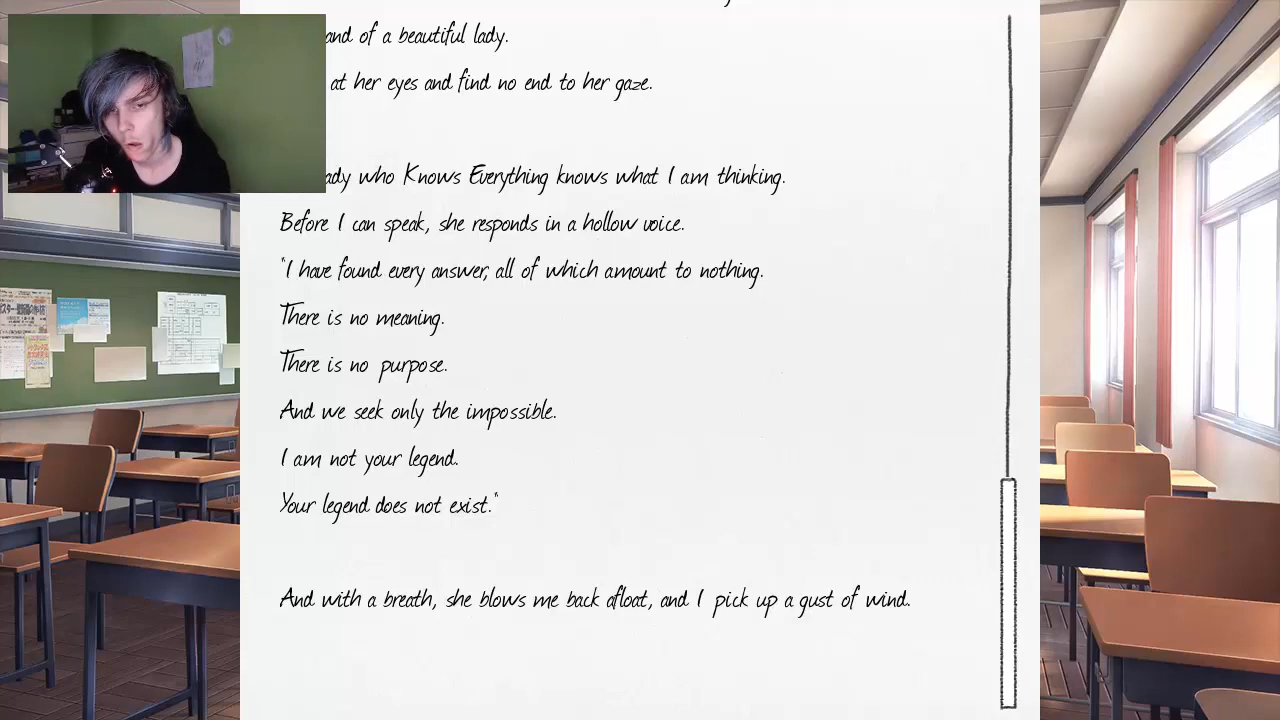 and of a beautiful lady.
at her eyes and find no end to her gaze.
ady who Knows Everything knows what I am thinking.
Before I can speak, she responds in a hollow voice.
"I have found every answer, all of which amount to nothing.
There is no meaning.
There is no purpose.
And we seek only the impossible.
I am not your legend.
Your legend does not exist."
And with a breath, she blows me back afloat, and I pick up a gust of wind.